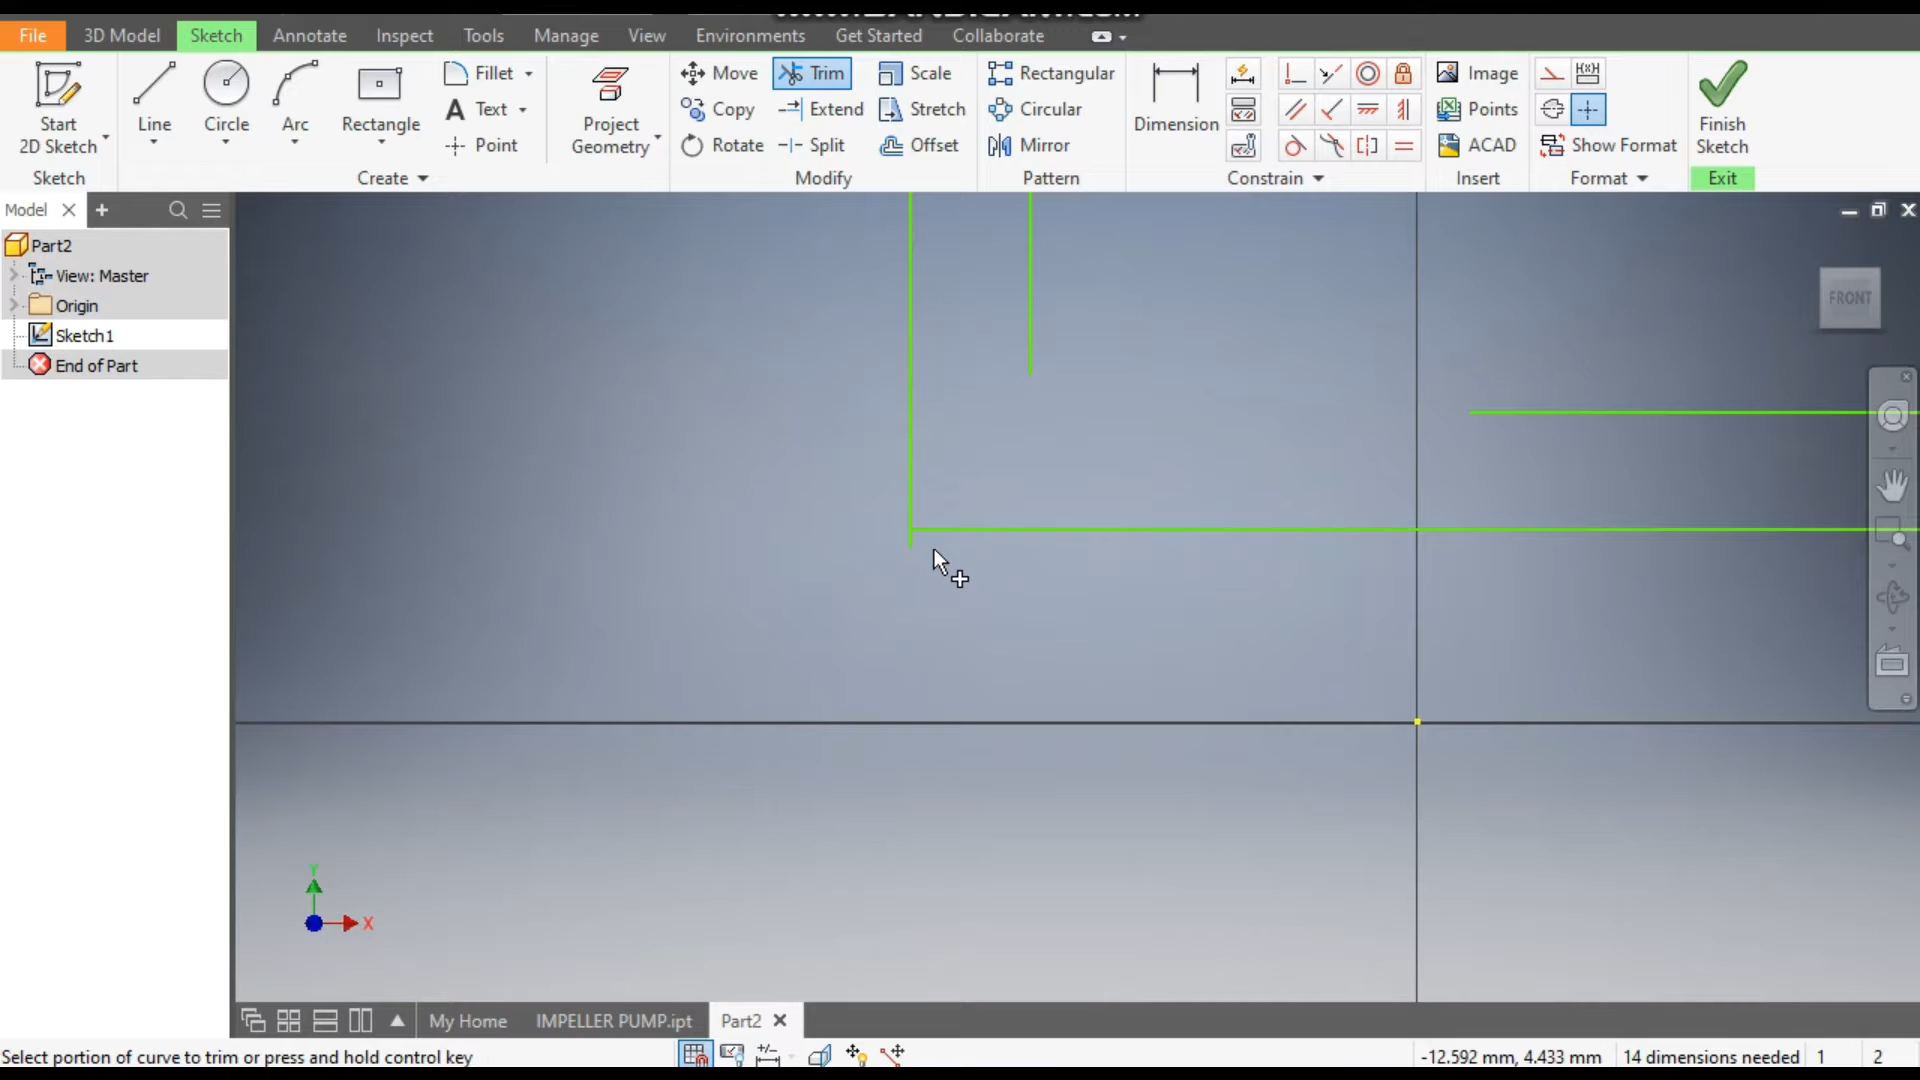 File 3D Model Sketch Annotate Inspect Tools Manage View Environments Get Started Collaborate
Start
2D Sketch
Line
Circle
Arc
Rectangle
Fillet
Text
Point
Project
Geometry
Move
Copy
Rotate
Trim
Extend
Split
Scale
Stretch
Offset
Rectangular
Circular
Mirror
Dimension
Image
Points
ACAD
Show Format
Finish
Sketch
Sketch Create Modify Pattern Constrain Insert Format Exit
Model
Part2
View: Master
Origin
Sketch1
End of Part
FRONT
Y
X
My Home IMPELLER PUMP.ipt Part2
Select portion of curve to trim or press and hold control key
-12.592 mm, 4.433 mm 14 dimensions needed 1 2